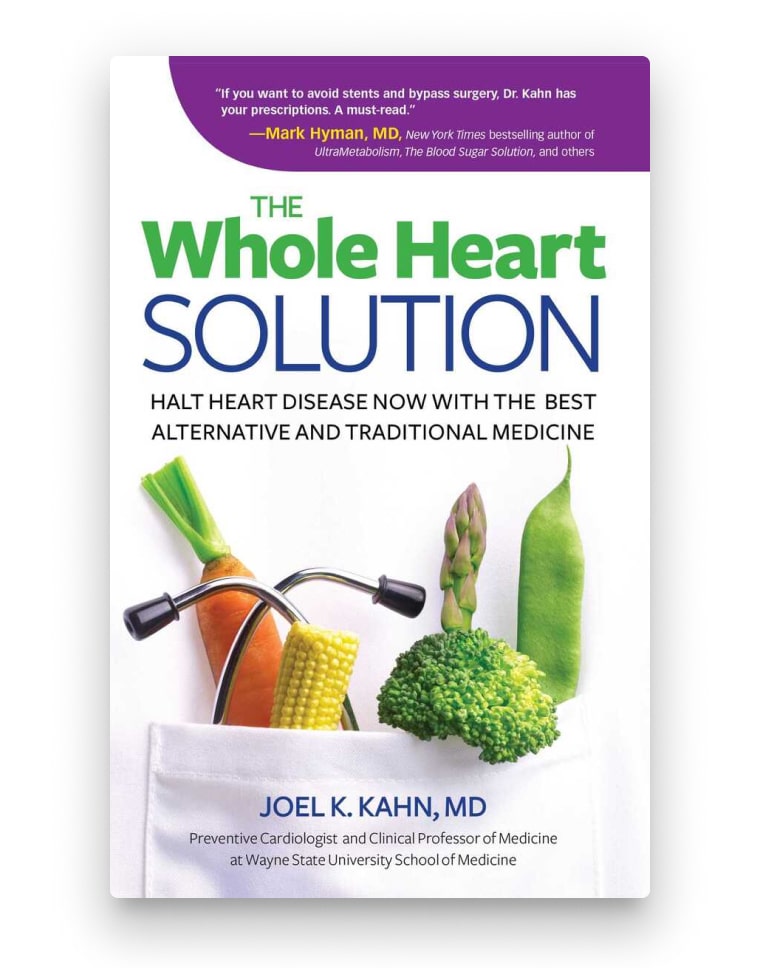 “If you want to avoid stents and bypass surgery, Dr. Kahn has
your prescriptions. A must-read.”
—Mark Hyman, MD, New York Times bestselling author of
UltraMetabolism, The Blood Sugar Solution, and others
THE
Whole Heart
SOLUTION
HALT HEART DISEASE NOW WITH THE BEST
ALTERNATIVE AND TRADITIONAL MEDICINE
JOEL K. KAHN, MD
Preventive Cardiologist and Clinical Professor of Medicine
at Wayne State University School of Medicine